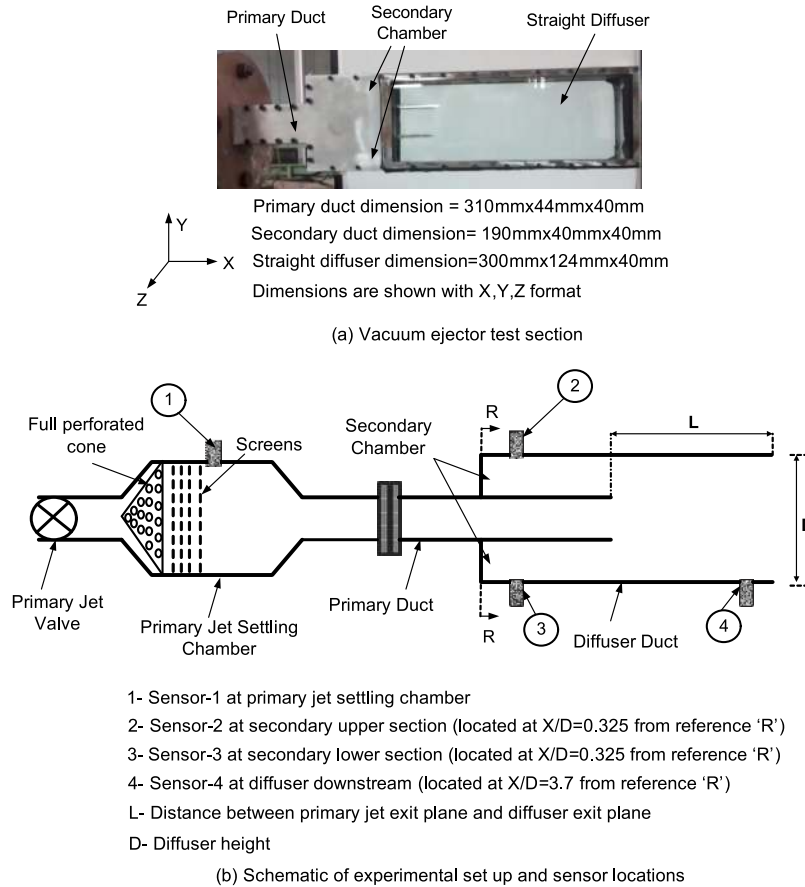 Primary Duct
Secondary
Chamber
Straight Diffuser
Primary duct dimension = 310mmx44mmx40mm
Secondary duct dimension= 190mmx40mmx40mm
Straight diffuser dimension=300mmx124mmx40mm
Dimensions are shown with X,Y,Z format
Y
X
Z
(a) Vacuum ejector test section
1
2
Full perforated
cone
Screens
Secondary
Chamber
R
L
Primary Jet
Valve
Primary Jet Settling
Chamber
Primary Duct
R
3
Diffuser Duct
4
1- Sensor-1 at primary jet settling chamber
2- Sensor-2 at secondary upper section (located at X/D=0.325 from reference ‘R’)
3- Sensor-3 at secondary lower section (located at X/D=0.325 from reference ‘R’)
4- Sensor-4 at diffuser downstream (located at X/D=3.7 from reference ‘R’)
L- Distance between primary jet exit plane and diffuser exit plane
D- Diffuser height
(b) Schematic of experimental set up and sensor locations